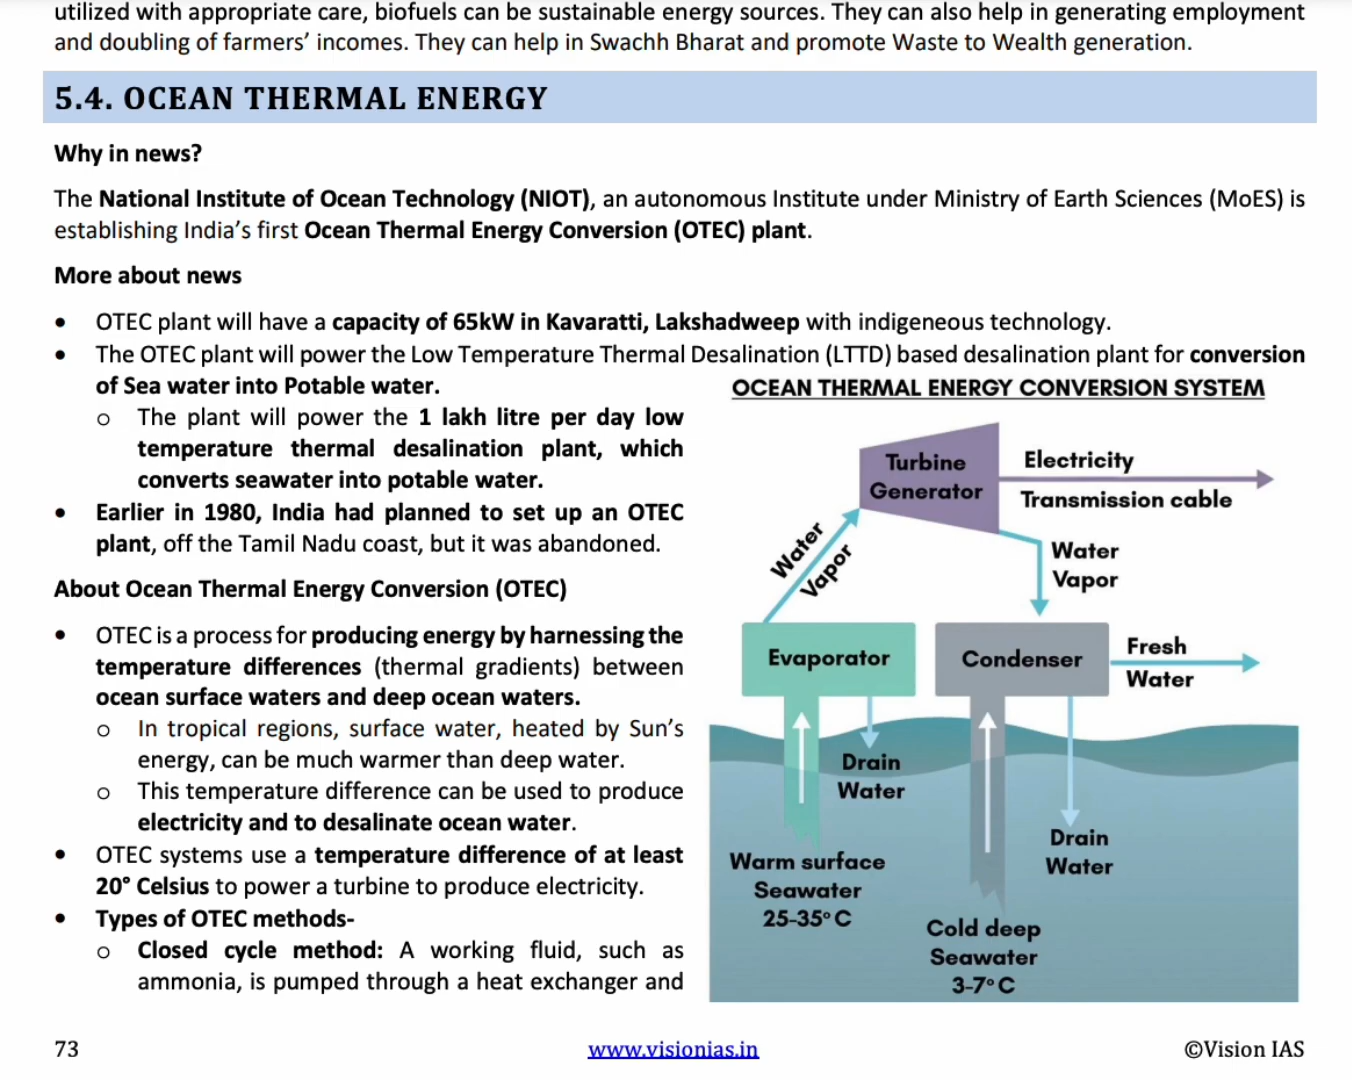 utilized with appropriate care, biofuels can be sustainable energy sources. They can also help in generating employment
and doubling of farmers’ incomes. They can help in Swachh Bharat and promote Waste to Wealth generation.
5.4. OCEAN THERMAL ENERGY
Why in news?
The National Institute of Ocean Technology (NIOT), an autonomous Institute under Ministry of Earth Sciences (MoES) is
establishing India’s first Ocean Thermal Energy Conversion (OTEC) plant.
More about news
• OTEC plant will have a capacity of 65kW in Kavaratti, Lakshadweep with indigeneous technology.
• The OTEC plant will power the Low Temperature Thermal Desalination (LTTD) based desalination plant for conversion
of Sea water into Potable water.
o The plant will power the 1 lakh litre per day low
temperature thermal desalination plant, which
converts seawater into potable water.
• Earlier in 1980, India had planned to set up an OTEC
plant, off the Tamil Nadu coast, but it was abandoned.
About Ocean Thermal Energy Conversion (OTEC)
• OTEC is a process for producing energy by harnessing the
temperature differences (thermal gradients) between
ocean surface waters and deep ocean waters.
o In tropical regions, surface water, heated by Sun’s
energy, can be much warmer than deep water.
o This temperature difference can be used to produce
electricity and to desalinate ocean water.
• OTEC systems use a temperature difference of at least
20° Celsius to power a turbine to produce electricity.
• Types of OTEC methods-
o Closed cycle method: A working fluid, such as
ammonia, is pumped through a heat exchanger and
OCEAN THERMAL ENERGY CONVERSION SYSTEM
Turbine
Generator
Electricity
Transmission cable
Water
Vapor
Water
Vapor
Evaporator
Condenser
Fresh
Water
Drain
Water
Drain
Water
Warm surface
Seawater
25-35°C
Cold deep
Seawater
3-7°C
73
www.visionias.in
©Vision IAS